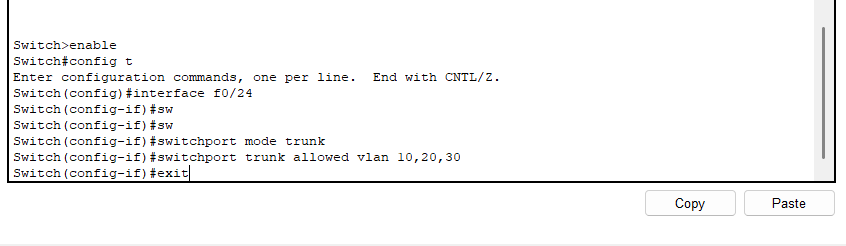 Switch>enable
Switch#config t
Enter configuration commands, one per line.  End with CNTL/Z.
Switch(config)#interface f0/24
Switch(config-if)#sw
Switch(config-if)#sw
Switch(config-if)#switchport mode trunk
Switch(config-if)#switchport trunk allowed vlan 10,20,30
Switch(config-if)#exit
Copy Paste